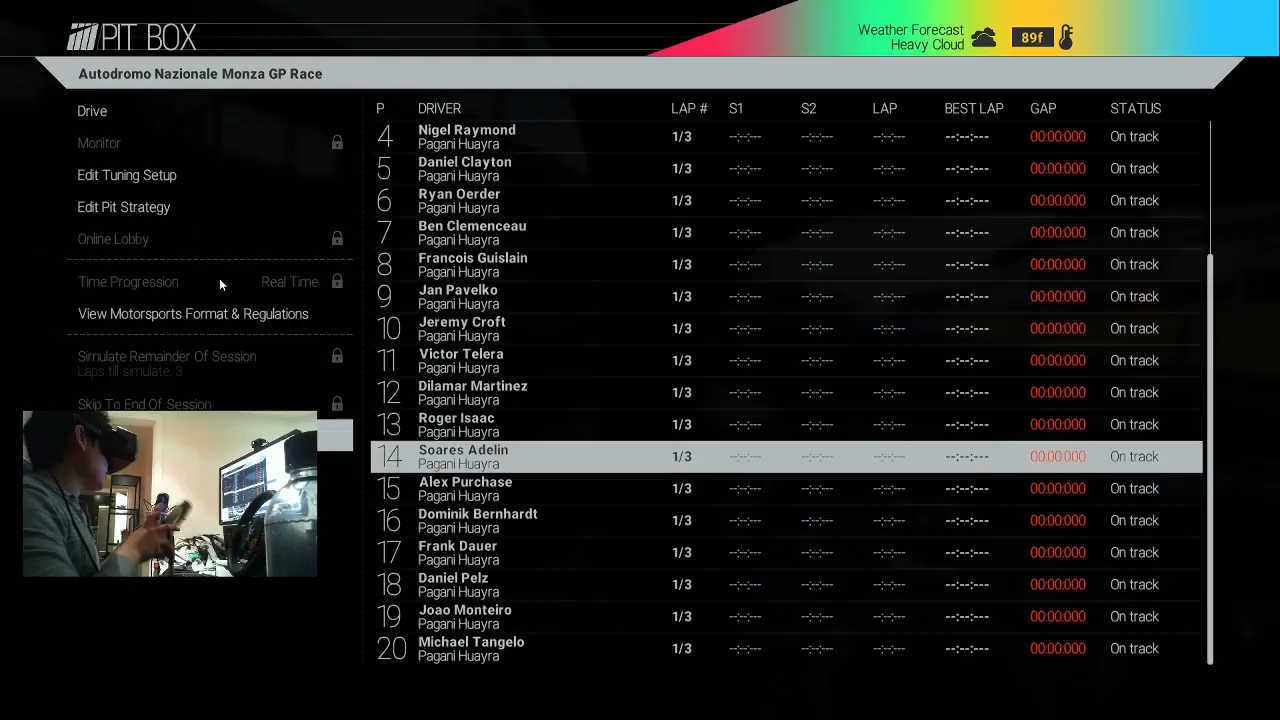 PIT BOX
Weather Forecast
Heavy Cloud
89f
Autodromo Nazionale Monza GP Race
Drive
Monitor
Edit Tuning Setup
Edit Pit Strategy
Online Lobby
Time Progression Real Time
View Motorsports Format & Regulations
Simulate Remainder Of Session
Laps till simulate: 3
Skip To End Of Session
P DRIVER LAP # S1 S2 LAP BEST LAP GAP STATUS
4 Nigel Raymond 1/3 --:--:--- --:--:--- --:--:--- --:--:--- 00:00:000 On track
Pagani Huayra
5 Daniel Clayton 1/3 --:--:--- --:--:--- --:--:--- --:--:--- 00:00:000 On track
Pagani Huayra
6 Ryan Oerder 1/3 --:--:--- --:--:--- --:--:--- --:--:--- 00:00:000 On track
Pagani Huayra
7 Ben Clemenceau 1/3 --:--:--- --:--:--- --:--:--- --:--:--- 00:00:000 On track
Pagani Huayra
8 Francois Guislain 1/3 --:--:--- --:--:--- --:--:--- --:--:--- 00:00:000 On track
Pagani Huayra
9 Jan Pavelko 1/3 --:--:--- --:--:--- --:--:--- --:--:--- 00:00:000 On track
Pagani Huayra
10 Jeremy Croft 1/3 --:--:--- --:--:--- --:--:--- --:--:--- 00:00:000 On track
Pagani Huayra
11 Victor Telera 1/3 --:--:--- --:--:--- --:--:--- --:--:--- 00:00:000 On track
Pagani Huayra
12 Dilamar Martinez 1/3 --:--:--- --:--:--- --:--:--- --:--:--- 00:00:000 On track
Pagani Huayra
13 Roger Isaac 1/3 --:--:--- --:--:--- --:--:--- --:--:--- 00:00:000 On track
Pagani Huayra
14 Soares Adelin 1/3 --:--:--- --:--:--- --:--:--- --:--:--- 00:00:000 On track
Pagani Huayra
15 Alex Purchase 1/3 --:--:--- --:--:--- --:--:--- --:--:--- 00:00:000 On track
Pagani Huayra
16 Dominik Bernhardt 1/3 --:--:--- --:--:--- --:--:--- --:--:--- 00:00:000 On track
Pagani Huayra
17 Frank Dauer 1/3 --:--:--- --:--:--- --:--:--- --:--:--- 00:00:000 On track
Pagani Huayra
18 Daniel Pelz 1/3 --:--:--- --:--:--- --:--:--- --:--:--- 00:00:000 On track
Pagani Huayra
19 Joao Monteiro 1/3 --:--:--- --:--:--- --:--:--- --:--:--- 00:00:000 On track
Pagani Huayra
20 Michael Tangelo 1/3 --:--:--- --:--:--- --:--:--- --:--:--- 00:00:000 On track
Pagani Huayra